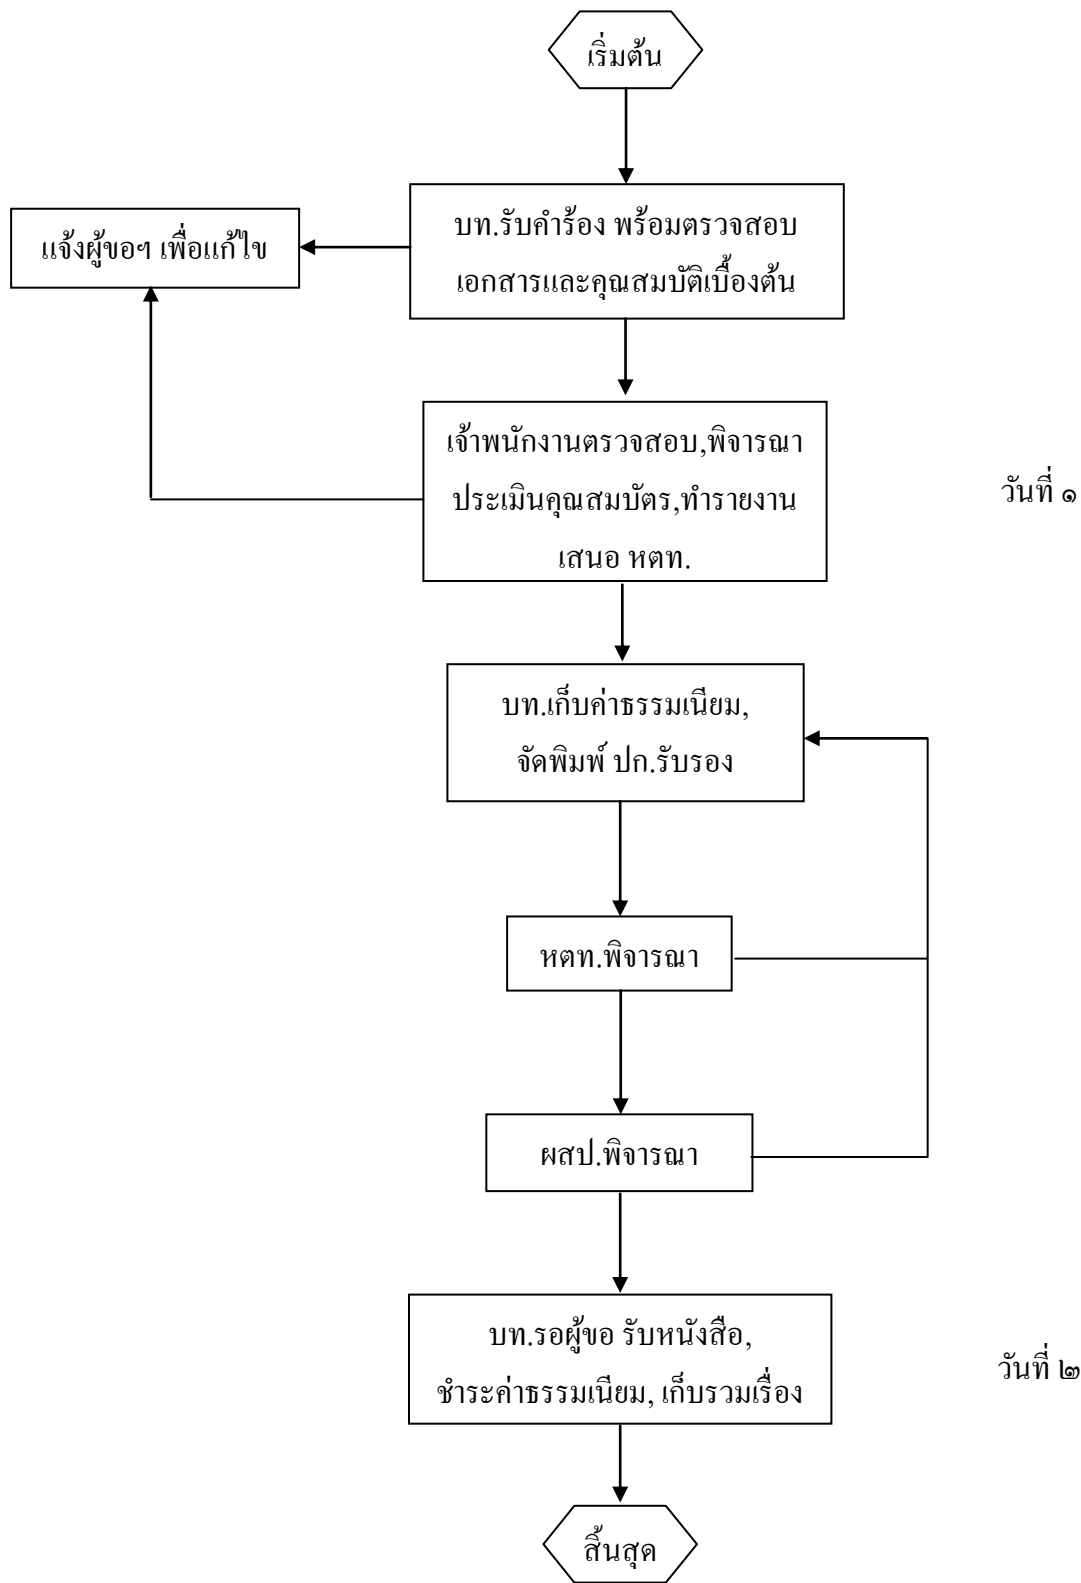 เริ่มต้น
บท.รับคำร้อง พร้อมตรวจสอบ
เอกสารและคุณสมบัติเบื้องต้น
แจ้งผู้ขอฯ เพื่อแก้ไข
เจ้าพนักงานตรวจสอบ,พิจารณา
ประเมินคุณสมบัตร,ทำรายงาน
เสนอ หตท.
วันที่ ๑
บท.เก็บค่าธรรมเนียม,
จัดพิมพ์ ปก.รับรอง
หตท.พิจารณา
ผสป.พิจารณา
บท.รอผู้ขอ รับหนังสือ,
ชำระค่าธรรมเนียม, เก็บรวมเรื่อง
วันที่ ๒
สิ้นสุด